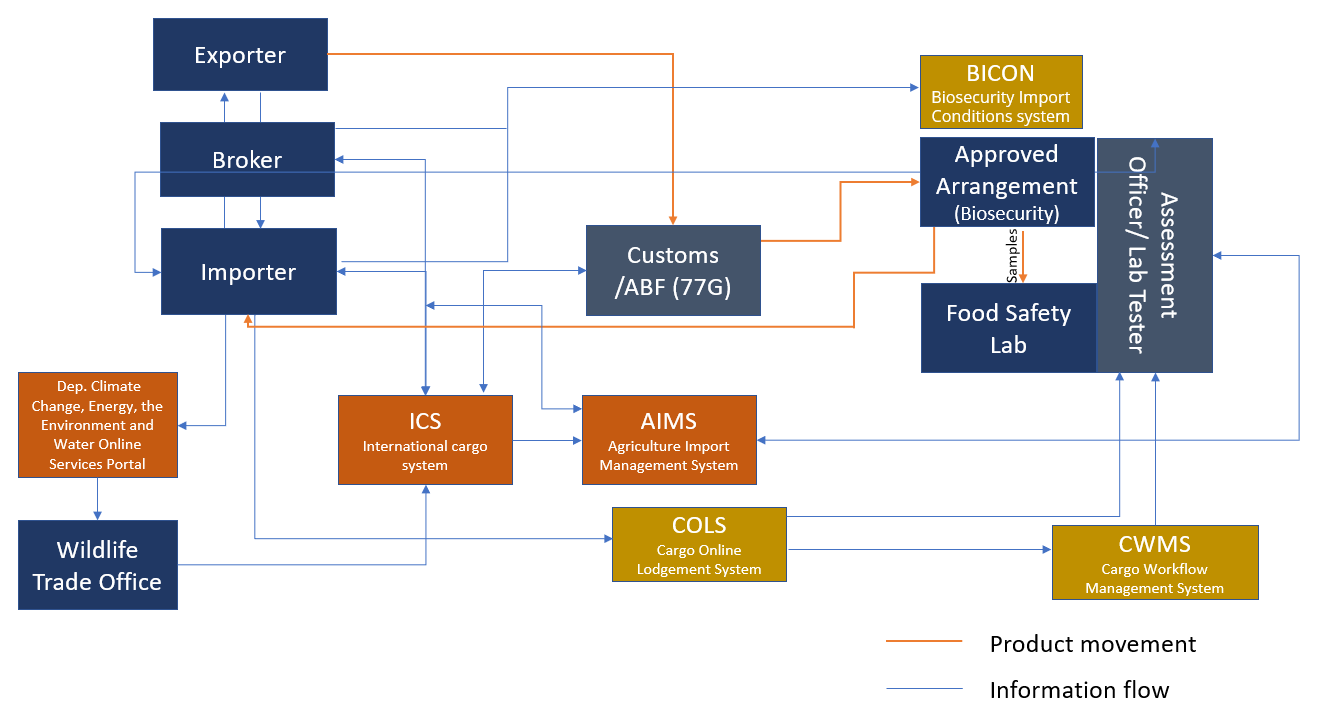 Exporter
BICON
Biosecurity Import
Conditions system
Broker
Approved
Arrangement
(Biosecurity)
Assessment
Officer/ Lab Tester
Importer
Customs
/ABF (77G)
Samples
Food Safety
Lab
Dep. Climate
Change, Energy, the
Environment and
Water Online
Services Portal
ICS
International cargo
system
AIMS
Agriculture Import
Management System
Wildlife
Trade Office
COLS
Cargo Online
Lodgement System
CWMS
Cargo Workflow
Management System
Product movement
Information flow